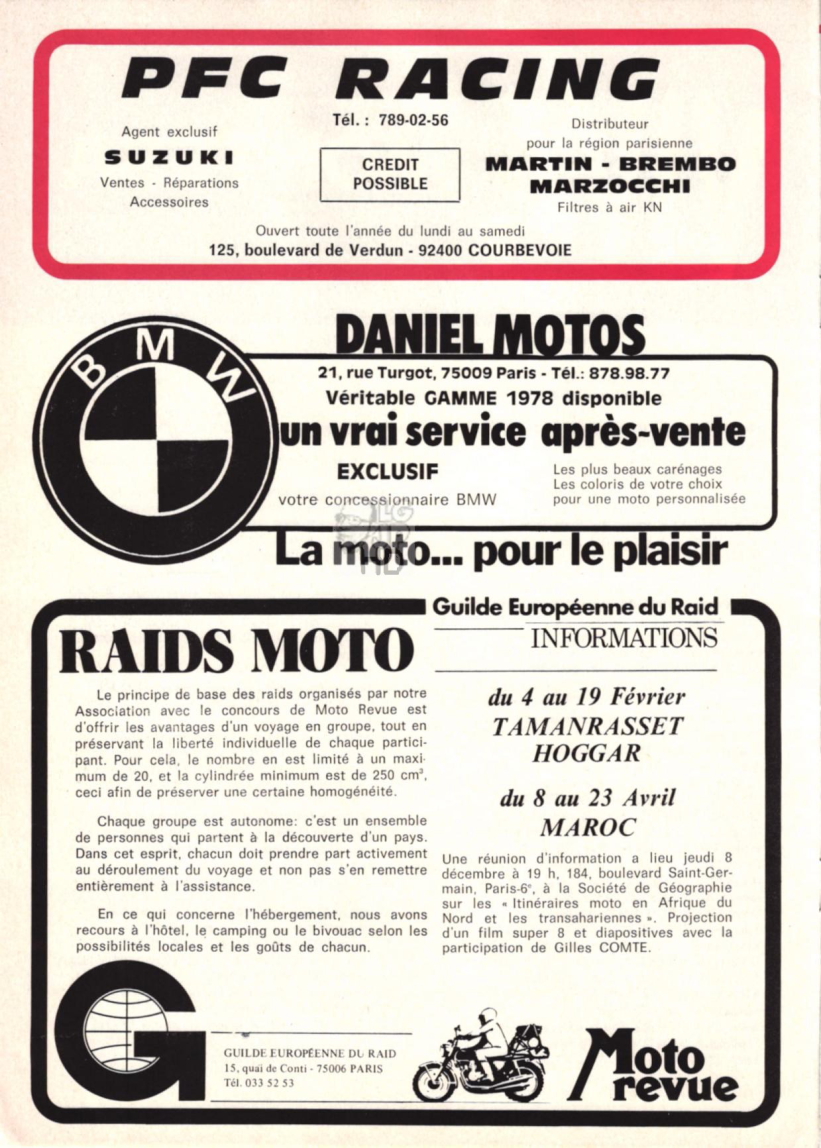 PFC RACING
Tél. : 789-02-56
Agent exclusif
SUZUKI
Ventes - Réparations
Accessoires
CREDIT
POSSIBLE
Distributeur
pour la région parisienne
MARTIN - BREMBO
MARZOCCHI
Filtres à air KN
Ouvert toute l'année du lundi au samedi
125, boulevard de Verdun - 92400 COURBEVOIE
BMW
DANIEL MOTOS
21, rue Turgot, 75009 Paris - Tél.: 878.98.77
Véritable GAMME 1978 disponible
un vrai service après-vente
EXCLUSIF
votre concessionnaire BMW
Les plus beaux carénages
Les coloris de votre choix
pour une moto personnalisée
La moto... pour le plaisir
Guilde Européenne du Raid
INFORMATIONS
RAIDS MOTO
Le principe de base des raids organisés par notre
Association avec le concours de Moto Revue est
d'offrir les avantages d'un voyage en groupe, tout en
préservant la liberté individuelle de chaque partici-
pant. Pour cela, le nombre en est limité à un maxi-
mum de 20, et la cylindrée minimum est de 250 cm³,
ceci afin de préserver une certaine homogénéité.
Chaque groupe est autonome: c'est un ensemble
de personnes qui partent à la découverte d'un pays.
Dans cet esprit, chacun doit prendre part activement
au déroulement du voyage et non pas s'en remettre
entièrement à l'assistance.
En ce qui concerne l'hébergement, nous avons
recours à l'hôtel, le camping ou le bivouac selon les
possibilités locales et les goûts de chacun.
du 4 au 19 Février
TAMANRASSET
HOGGAR
du 8 au 23 Avril
MAROC
Une réunion d'information a lieu jeudi 8
décembre à 19 h, 184, boulevard Saint-Ger-
main, Paris-6e, à la Société de Géographie
sur les « Itinéraires moto en Afrique du
Nord et les transahariennes ». Projection
d'un film super 8 et diapositives avec la
participation de Gilles COMTE.
G
GUILDE EUROPÉENNE DU RAID
15, quai de Conti - 75006 PARIS
Tél. 033 52 53
Moto
revue